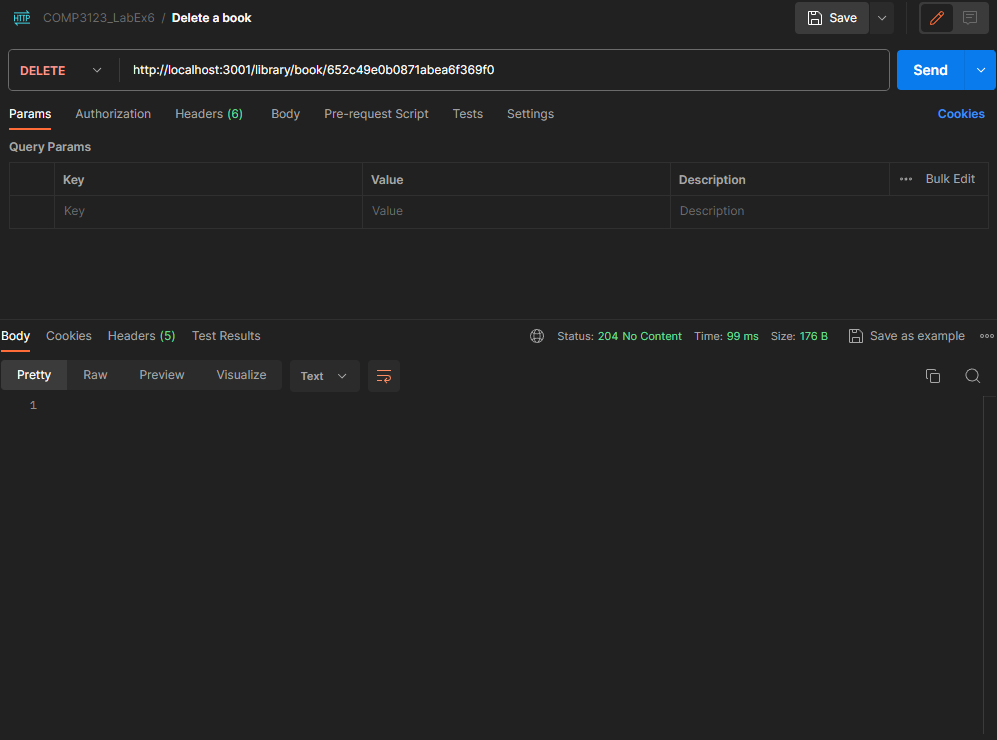 HTTP COMP3123_LabEx6 / Delete a book Save
DELETE http://localhost:3001/library/book/652c49e0b0871abea6f369f0 Send
Params Authorization Headers (6) Body Pre-request Script Tests Settings Cookies
Query Params
Key Value Description ••• Bulk Edit
Key Value Description
Body Cookies Headers (5) Test Results Status: 204 No Content Time: 99 ms Size: 176 B Save as example
Pretty Raw Preview Visualize Text
1